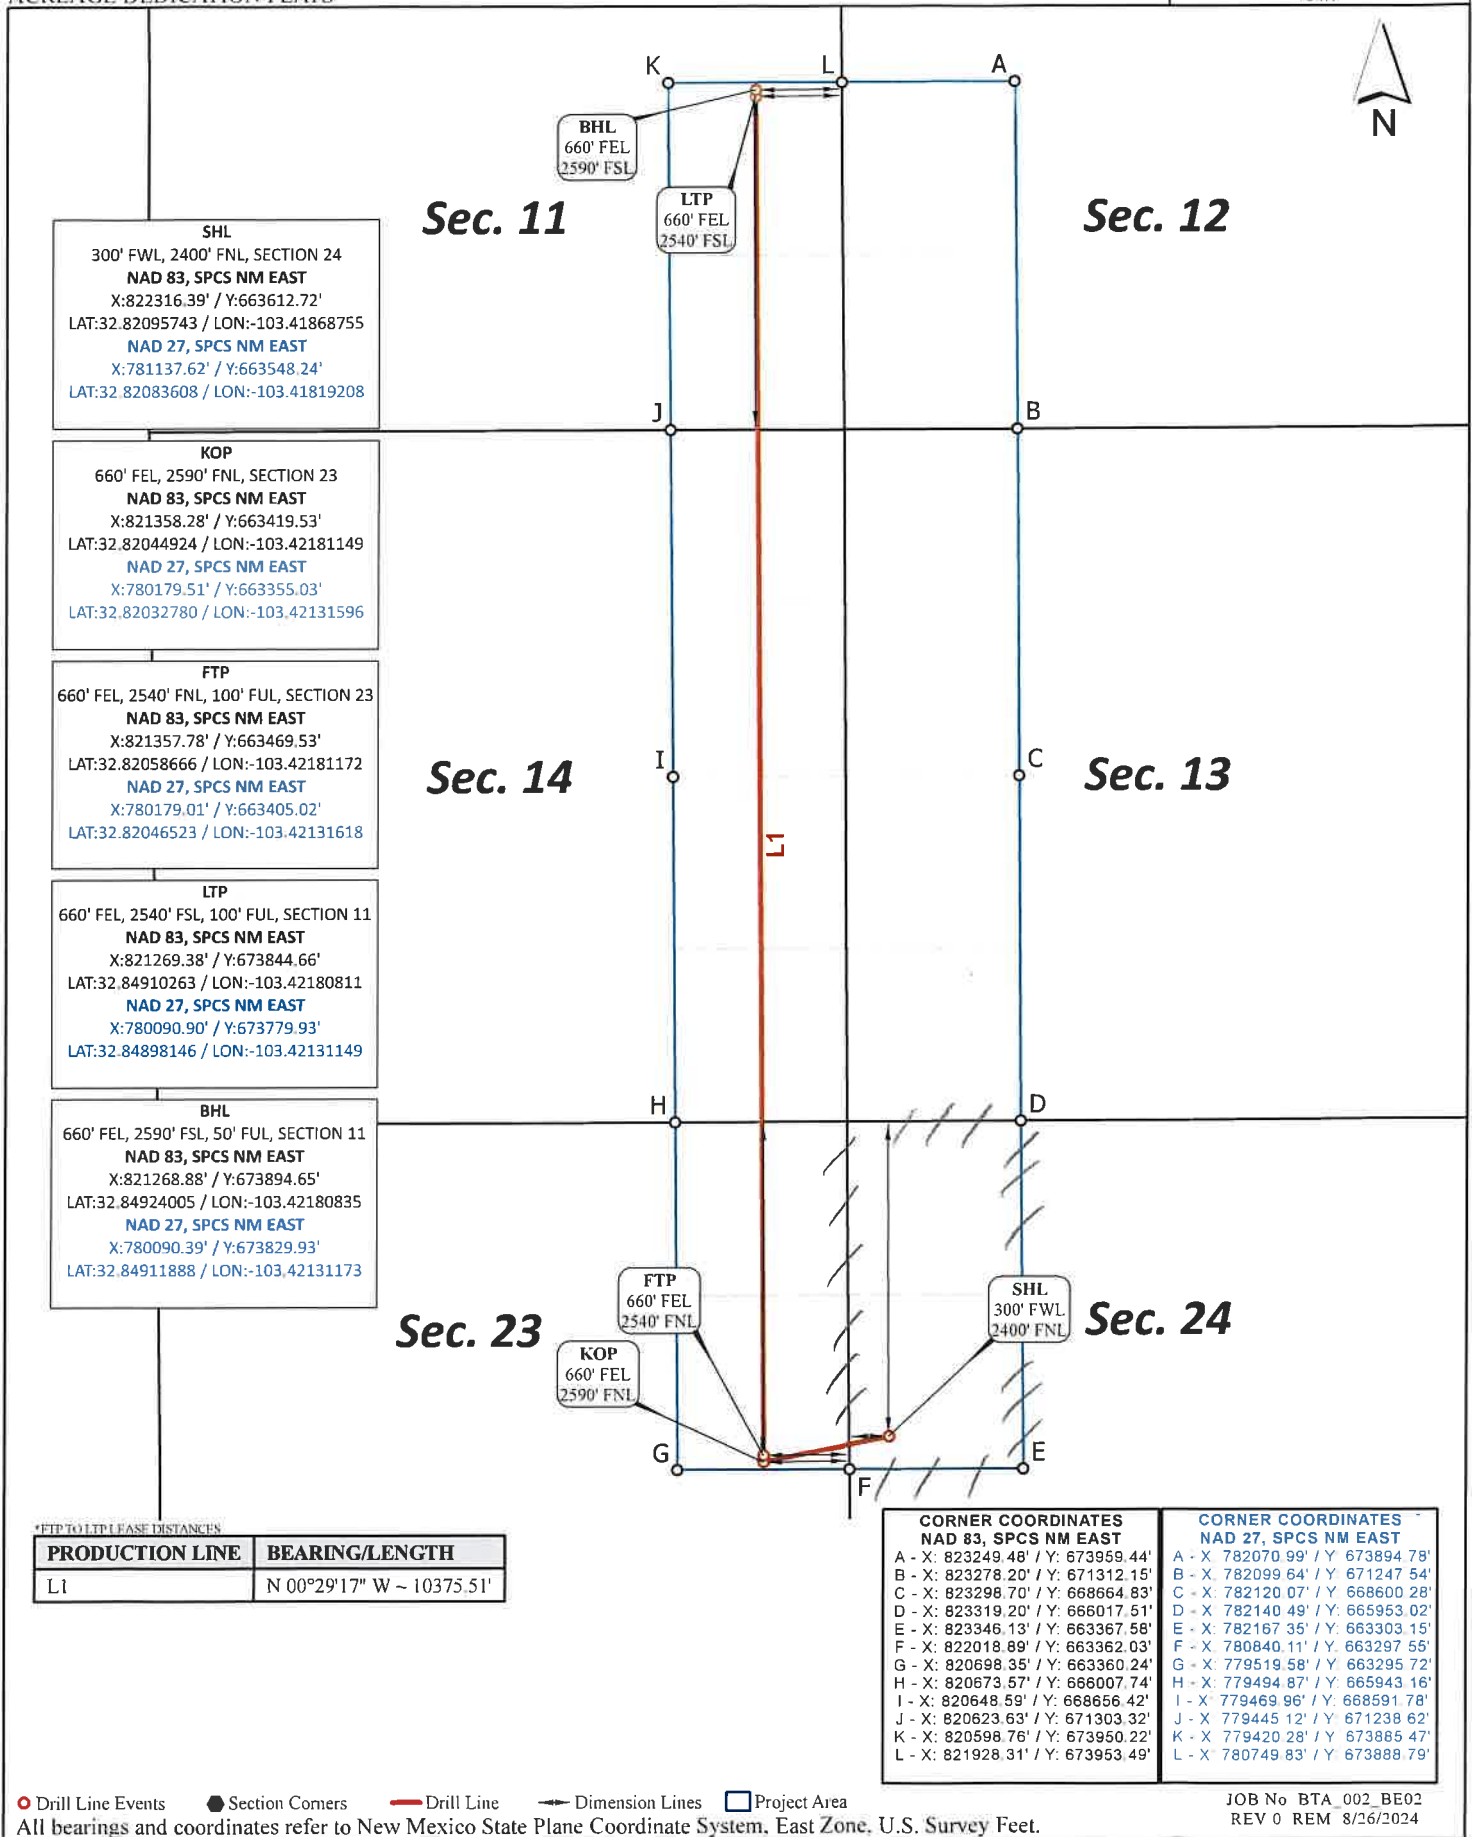 ACREAGE DEDICATION PLATS
K
L
A
N
BHL
660' FEL
2590' FSL
LTP
660' FEL
2540' FSL
Sec. 11
Sec. 12
SHL
300' FWL, 2400' FNL, SECTION 24
NAD 83, SPCS NM EAST
X:822316.39' / Y:663612.72'
LAT:32.82095743 / LON:-103.41868755
NAD 27, SPCS NM EAST
X:781137.62' / Y:663548.24'
LAT:32.82083608 / LON:-103.41819208
J
B
KOP
660' FEL, 2590' FNL, SECTION 23
NAD 83, SPCS NM EAST
X:821358.28' / Y:663419.53'
LAT:32.82044924 / LON:-103.42181149
NAD 27, SPCS NM EAST
X:780179.51' / Y:663355.03'
LAT:32.82032780 / LON:-103.42131596
FTP
660' FEL, 2540' FNL, 100' FUL, SECTION 23
NAD 83, SPCS NM EAST
X:821357.78' / Y:663469.53'
LAT:32.82058666 / LON:-103.42181172
NAD 27, SPCS NM EAST
X:780179.01' / Y:663405.02'
LAT:32.82046523 / LON:-103.42131618
I
C
Sec. 14
Sec. 13
L1
LTP
660' FEL, 2540' FSL, 100' FUL, SECTION 11
NAD 83, SPCS NM EAST
X:821269.38' / Y:673844.66'
LAT:32.84910263 / LON:-103.42180811
NAD 27, SPCS NM EAST
X:780090.90' / Y:673779.93'
LAT:32.84898146 / LON:-103.42131149
H
D
BHL
660' FEL, 2590' FSL, 50' FUL, SECTION 11
NAD 83, SPCS NM EAST
X:821268.88' / Y:673894.65'
LAT:32.84924005 / LON:-103.42180835
NAD 27, SPCS NM EAST
X:780090.39' / Y:673829.93'
LAT:32.84911888 / LON:-103.42131173
FTP
660' FEL
2540' FNL
SHL
300' FWL
2400' FNL
Sec. 23
Sec. 24
KOP
660' FEL
2590' FNL
G
F
E
*FTP TO LTP LEASE DISTANCES
PRODUCTION LINE BEARING/LENGTH
L1 N 00°29'17" W ~ 10375.51'
CORNER COORDINATES
NAD 83, SPCS NM EAST
A - X: 823249.48' / Y: 673959.44'
B - X: 823278.20' / Y: 671312.15'
C - X: 823298.70' / Y: 668664.83'
D - X: 823319.20' / Y: 666017.51'
E - X: 823346.13' / Y: 663367.58'
F - X: 822018.89' / Y: 663362.03'
G - X: 820698.35' / Y: 663360.24'
H - X: 820673.57' / Y: 666007.74'
I - X: 820648.59' / Y: 668656.42'
J - X: 820623.63' / Y: 671303.32'
K - X: 820598.76' / Y: 673950.22'
L - X: 821928.31' / Y: 673953.49'
CORNER COORDINATES
NAD 27, SPCS NM EAST
A - X 782070.99' / Y 673894.78'
B - X: 782099.64' / Y: 671247 54'
C - X: 782120 07' / Y: 668600 28'
D - X 782140 49' / Y: 665953.02'
E - X: 782167 35' / Y: 663303.15'
F - X: 780840.11' / Y. 663297 55'
G - X: 779519.58' / Y 663295 72'
H - X: 779494.87' / Y 665943 16'
I - X 779469.96' / Y: 668591.78'
J - X 779445 12' / Y 671238 62'
K - X 779420.28' / Y 673885 47'
L - X 780749.83' / Y 673888.79'
Drill Line Events Section Corners Drill Line Dimension Lines Project Area
All bearings and coordinates refer to New Mexico State Plane Coordinate System, East Zone, U.S. Survey Feet.
JOB No BTA_002_BE02
REV 0 REM 8/26/2024